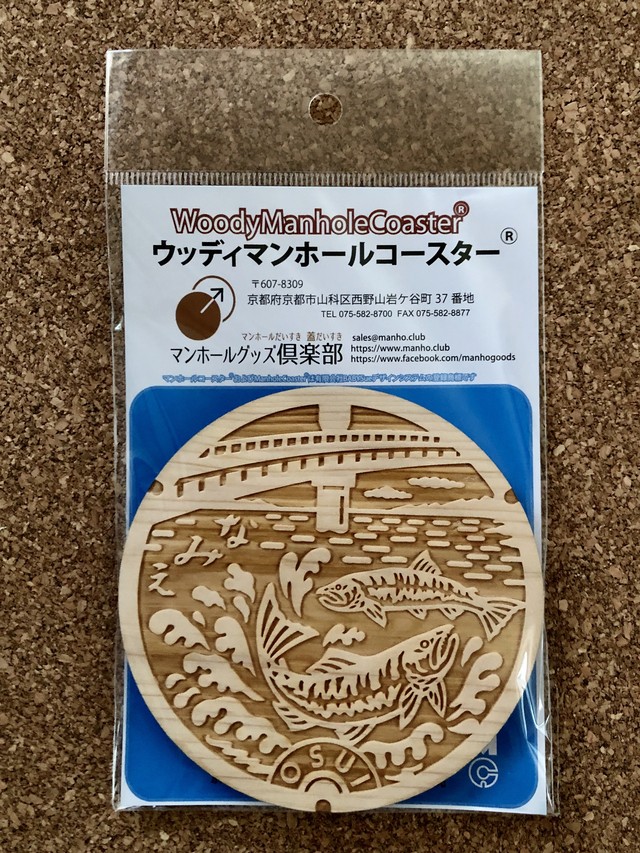 WoodyManholeCoaster®
ウッディマンホールコースター®
〒607-8309
京都府京都市山科区西野山岩ケ谷町 37 番地
TEL 075-582-8700 FAX 075-582-8877
マンホールだいすき 蓋だいすき
マンホールグッズ倶楽部
sales@manho.club
https://www.manho.club
https://www.facebook.com/manhogoods
なみえ
OSUI